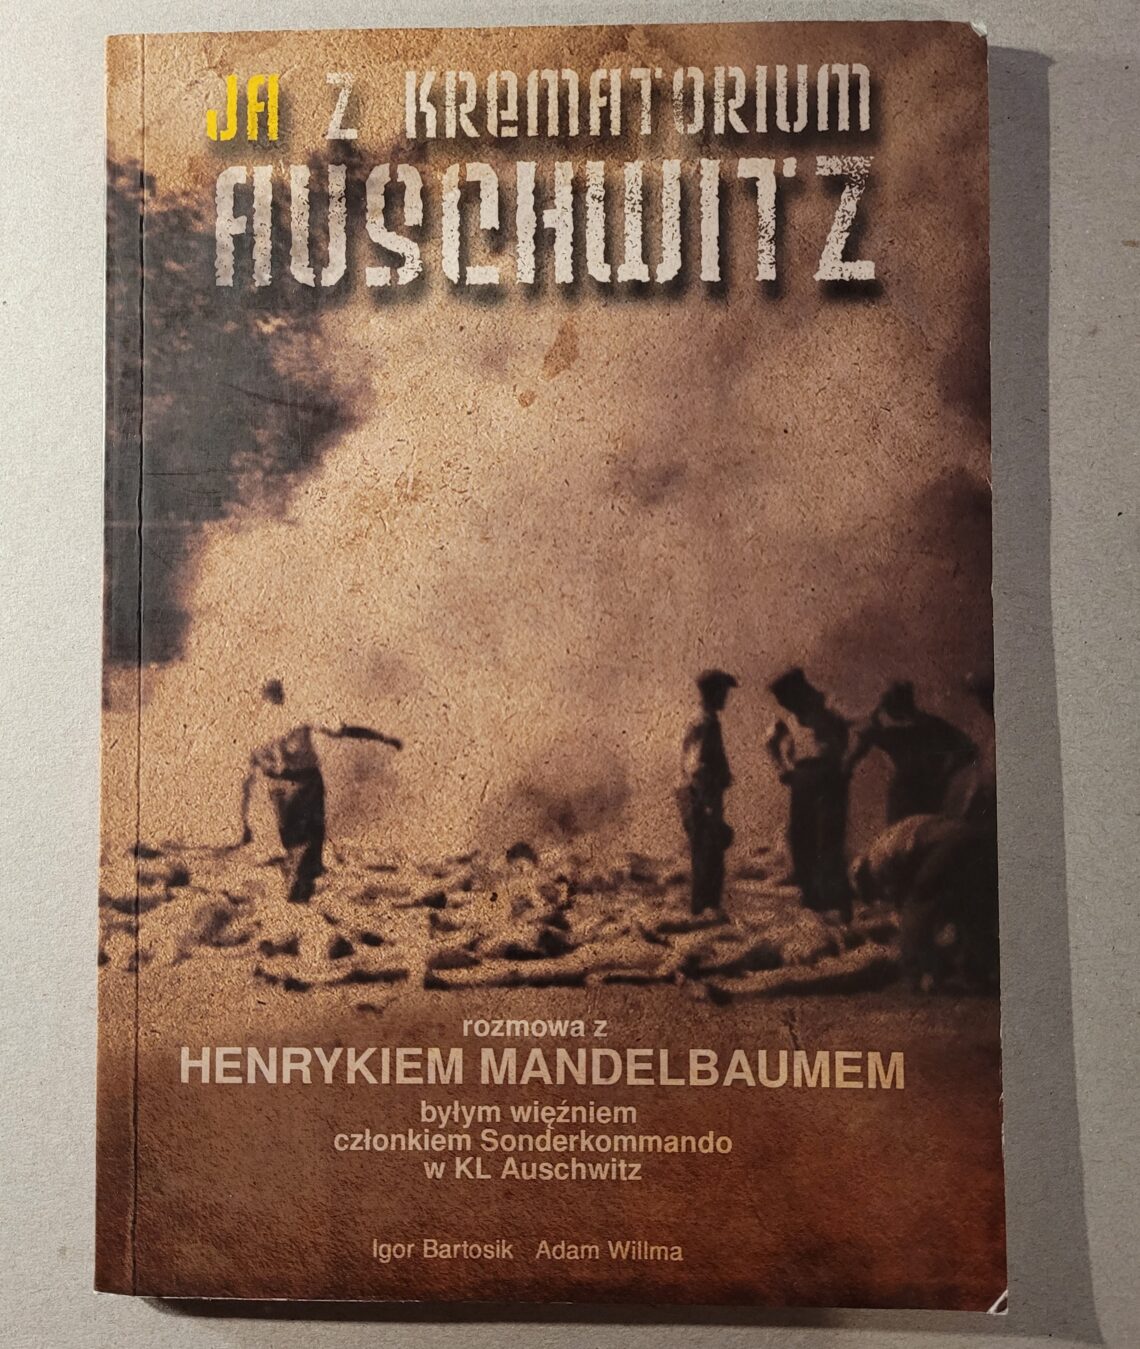 JA Z KREMATORIUM
AUSCHWITZ
rozmowa z
HENRYKIEM MANDELBAUMEM
byłym więźniem
członkiem Sonderkommando
w KL Auschwitz
Igor Bartosik Adam Willma